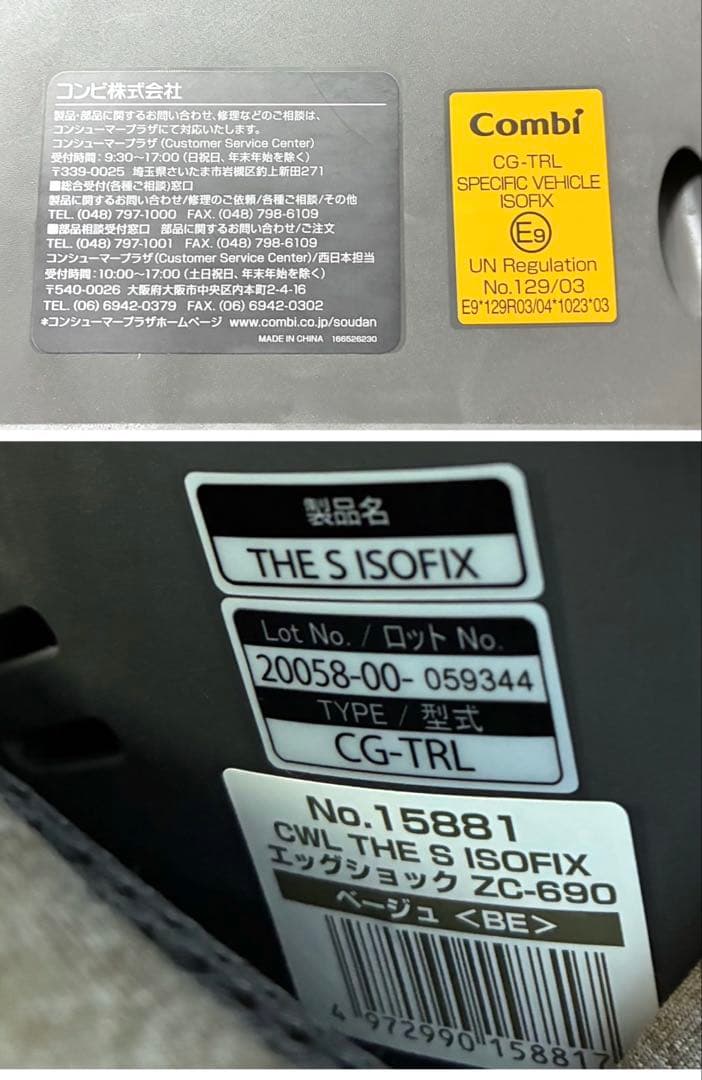 コンビ株式会社
製品・部品に関するお問い合わせ、修理などのご相談は、
コンシューマープラザにて対応いたします。
コンシューマープラザ(Customer Service Center)
受付時間:9:30~17:00(日祝日、年末年始を除く)
〒339-0025 埼玉県さいたま市岩槻区釣上新田271
■総合受付(各種ご相談)窓口
製品に関するお問い合わせ/修理のご依頼/各種ご相談/その他
TEL. (048) 797-1000 FAX. (048) 798-6109
■部品相談受付窓口 部品に関するお問い合わせ/ご注文
TEL. (048) 797-1001 FAX. (048) 798-6109
コンシューマープラザ(Customer Service Center)/西日本担当
受付時間:10:00~17:00(土日祝日、年末年始を除く)
〒540-0026 大阪府大阪市中央区内本町2-4-16
TEL. (06) 6942-0379 FAX. (06) 6942-0302
*コンシューマープラザホームページ www.combi.co.jp/soudan
MADE IN CHINA 166526230
Combi
CG-TRL
SPECIFIC VEHICLE
ISOFIX
E9
UN Regulation
No.129/03
E9*129R03/04*1023*03
製品名
THE S ISOFIX
Lot No. / ロット No.
20058-00- 059344
TYPE / 型式
CG-TRL
No.15881
CWL THE S ISOFIX
エッグショック ZC-690
ベージュ <BE>
4 972990 158817